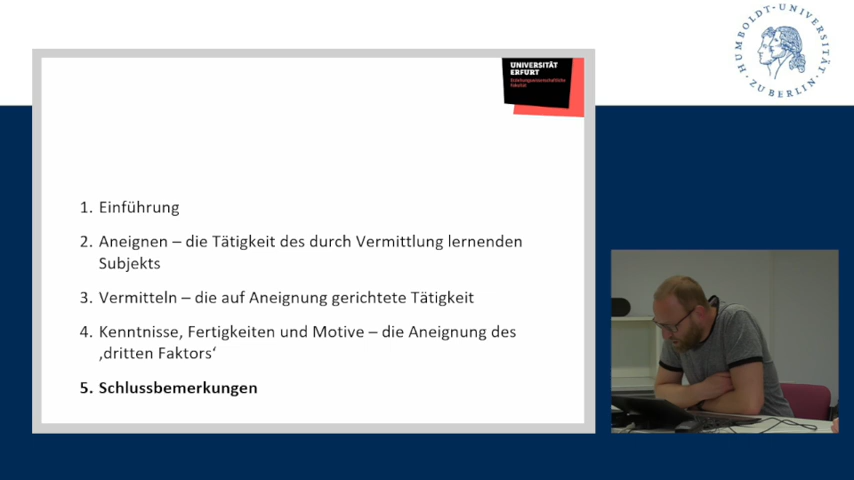 HUMBOLDT-UNIVERSITÄT
ZU BERLIN
UNIVERSITÄT
ERFURT
Erziehungswissenschaftliche
Fakultät
1. Einführung
2. Aneignen – die Tätigkeit des durch Vermittlung lernenden
Subjekts
3. Vermitteln – die auf Aneignung gerichtete Tätigkeit
4. Kenntnisse, Fertigkeiten und Motive – die Aneignung des
‚dritten Faktors‘
5. Schlussbemerkungen